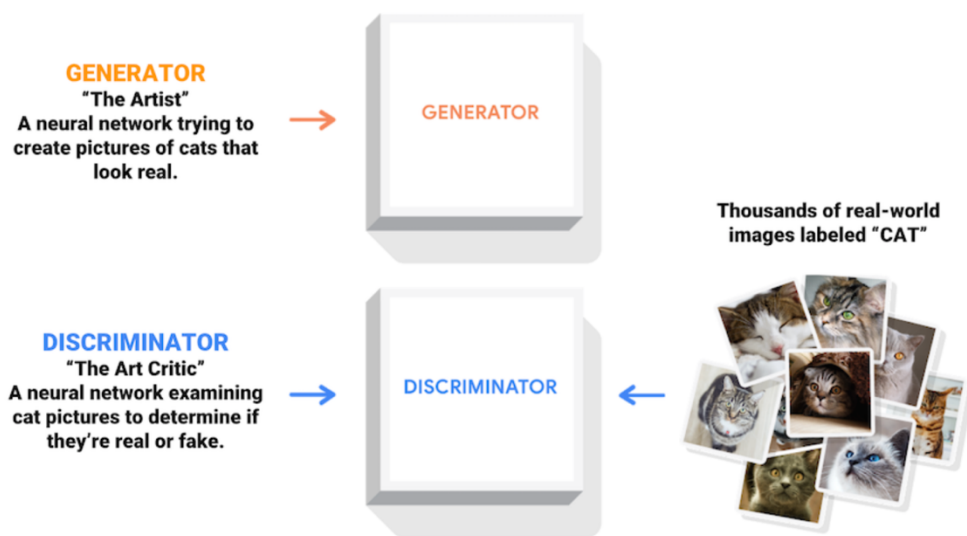 GENERATOR
“The Artist”
A neural network trying to
create pictures of cats that
look real.
GENERATOR
Thousands of real-world
images labeled “CAT”
DISCRIMINATOR
“The Art Critic”
A neural network examining
cat pictures to determine if
they’re real or fake.
DISCRIMINATOR